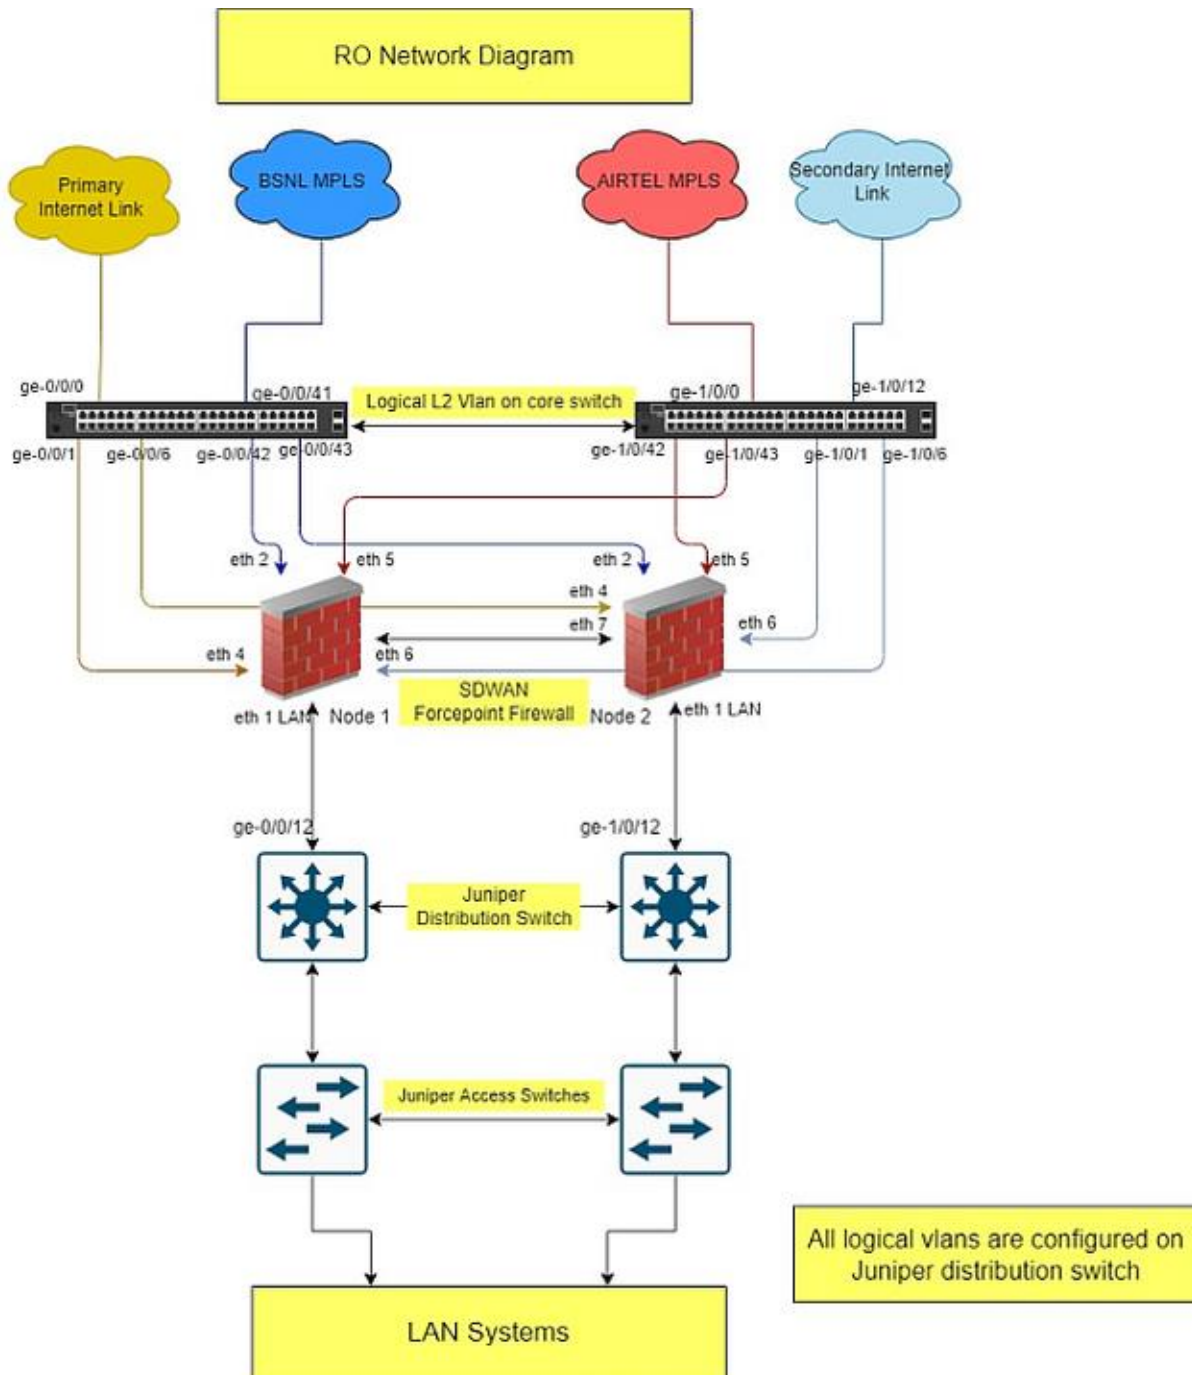 RO Network Diagram
Primary
Internet Link
BSNL MPLS
AIRTEL MPLS
Secondary Internet
Link
ge-0/0/0
ge-0/0/41
Logical L2 Vlan on core switch
ge-1/0/0
ge-1/0/12
ge-0/0/1
ge-0/0/6
ge-0/0/42
ge-0/0/43
ge-1/0/42
ge-1/0/43
ge-1/0/1
ge-1/0/6
eth 2
eth 5
eth 2
eth 5
eth 4
eth 7
eth 6
eth 4
eth 6
SDWAN
Forcepoint Firewall
eth 1 LAN
Node 1
Node 2
eth 1 LAN
ge-0/0/12
ge-1/0/12
Juniper
Distribution Switch
Juniper Access Switches
All logical vlans are configured on
Juniper distribution switch
LAN Systems